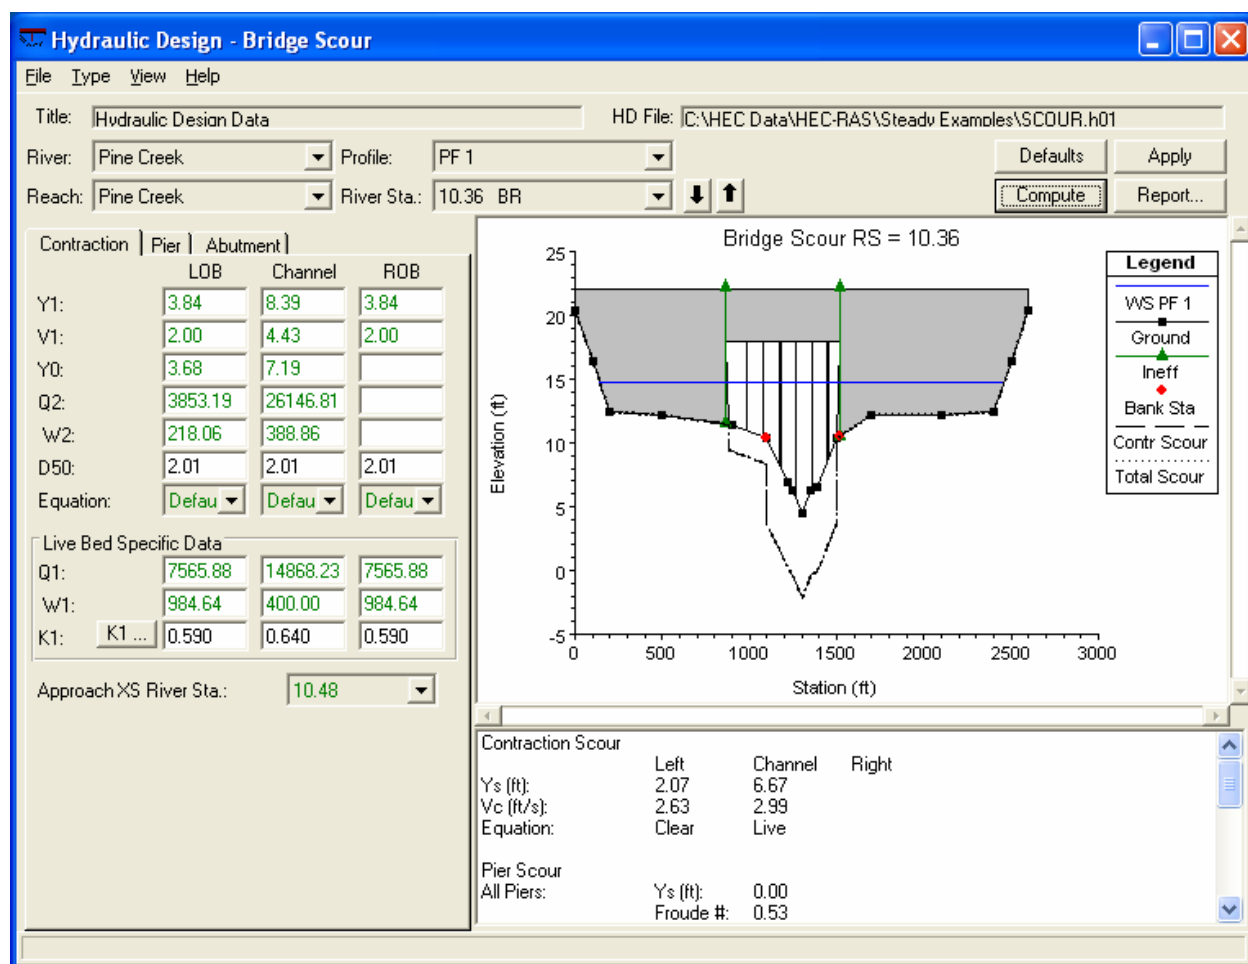 Hydraulic Design - Bridge Scour
File Type View Help
Title: Hydraulic Design Data HD File: C:\HEC Data\HEC-RAS\Steady Examples\SCOUR.h01
River: Pine Creek Profile: PF 1 Defaults Apply
Reach: Pine Creek River Sta.: 10.36 BR Compute Report...
Contraction Pier Abutment
LOB Channel ROB
Y1: 3.84 8.39 3.84
V1: 2.00 4.43 2.00
Y0: 3.68 7.19
Q2: 3853.19 26146.81
W2: 218.06 388.86
D50: 2.01 2.01 2.01
Equation: Defau Defau Defau
Live Bed Specific Data
Q1: 7565.88 14868.23 7565.88
W1: 984.64 400.00 984.64
K1: K1 ... 0.590 0.640 0.590
Approach XS River Sta.: 10.48
Bridge Scour RS = 10.36
25
20
15
10
5
0
-5
Elevation (ft)
0 500 1000 1500 2000 2500 3000
Station (ft)
Legend
WS PF 1
Ground
Ineff
Bank Sta
Contr Scour
Total Scour
Contraction Scour
Left Channel Right
Ys (ft): 2.07 6.67
Vc (ft/s): 2.63 2.99
Equation: Clear Live
Pier Scour
All Piers: Ys (ft): 0.00
Froude #: 0.53